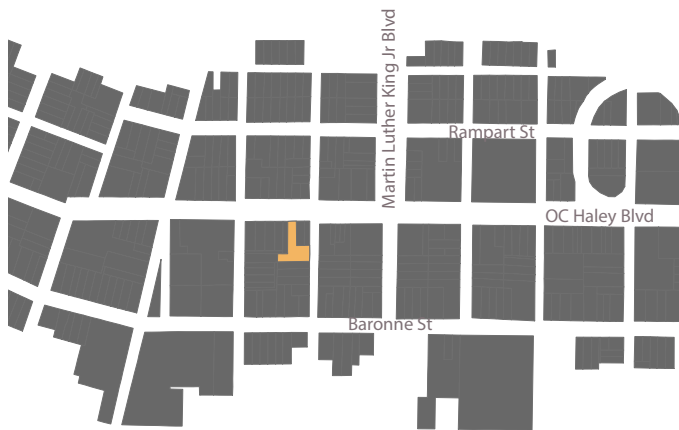 Martin Luther King Jr Blvd
Rampart St
OC Haley Blvd
Baronne St